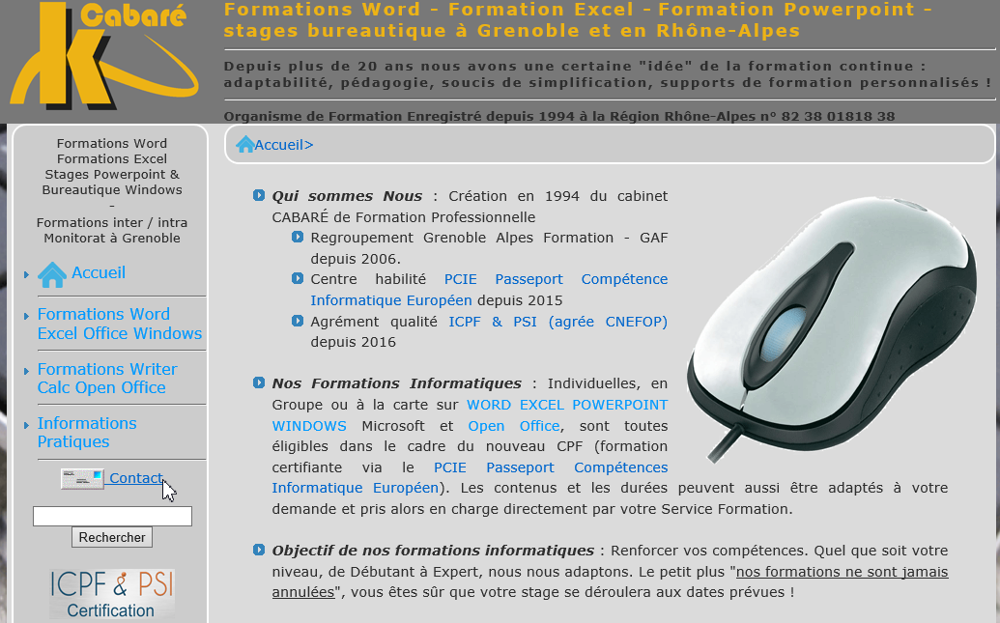 Cabaré
Formations Word – Formation Excel – Formation Powerpoint –
stages bureautique à Grenoble et en Rhône-Alpes
Depuis plus de 20 ans nous avons une certaine "idée" de la formation continue :
adaptabilité, pédagogie, soucis de simplification, supports de formation personnalisés !
Organisme de Formation Enregistré depuis 1994 à la Région Rhône-Alpes n° 82 38 01818 38
Formations Word
Formations Excel
Stages Powerpoint &
Bureautique Windows
-
Formations inter / intra
Monitorat à Grenoble
Accueil
Formations Word
Excel Office Windows
Formations Writer
Calc Open Office
Informations
Pratiques
Contact
Rechercher
ICPF & PSI
Certification
Accueil>
Qui sommes Nous : Création en 1994 du cabinet
CABARÉ de Formation Professionnelle
Regroupement Grenoble Alpes Formation - GAF
depuis 2006.
Centre habilité PCIE Passeport Compétence
Informatique Européen depuis 2015
Agrément qualité ICPF & PSI (agrée CNEFOP)
depuis 2016
Nos Formations Informatiques : Individuelles, en
Groupe ou à la carte sur WORD EXCEL POWERPOINT
WINDOWS Microsoft et Open Office, sont toutes
éligibles dans le cadre du nouveau CPF (formation
certifiante via le PCIE Passeport Compétences
Informatique Européen). Les contenus et les durées peuvent aussi être adaptés à votre
demande et pris alors en charge directement par votre Service Formation.
Objectif de nos formations informatiques : Renforcer vos compétences. Quel que soit votre
niveau, de Débutant à Expert, nous nous adaptons. Le petit plus "nos formations ne sont jamais
annulées", vous êtes sûr que votre stage se déroulera aux dates prévues !